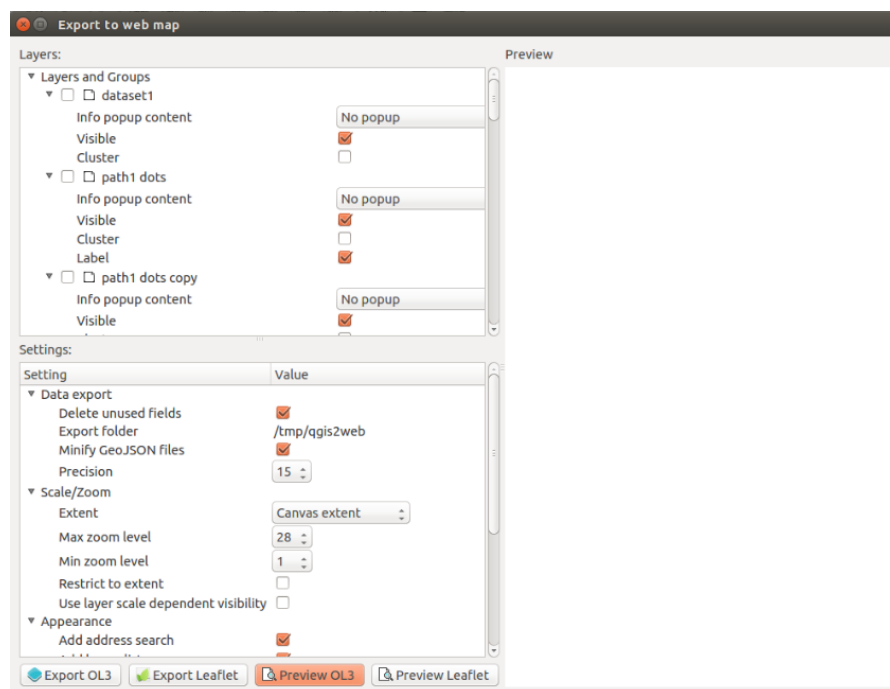 Export to web map
Layers:
Preview
Layers and Groups
dataset1
Info popup content No popup
Visible
Cluster
path1 dots
Info popup content No popup
Visible
Cluster
Label
path1 dots copy
Info popup content No popup
Visible
Settings:
Setting Value
Data export
Delete unused fields
Export folder /tmp/qgis2web
Minify GeoJSON files
Precision 15
Scale/Zoom
Extent Canvas extent
Max zoom level 28
Min zoom level 1
Restrict to extent
Use layer scale dependent visibility
Appearance
Add address search
Export OL3 Export Leaflet Preview OL3 Preview Leaflet